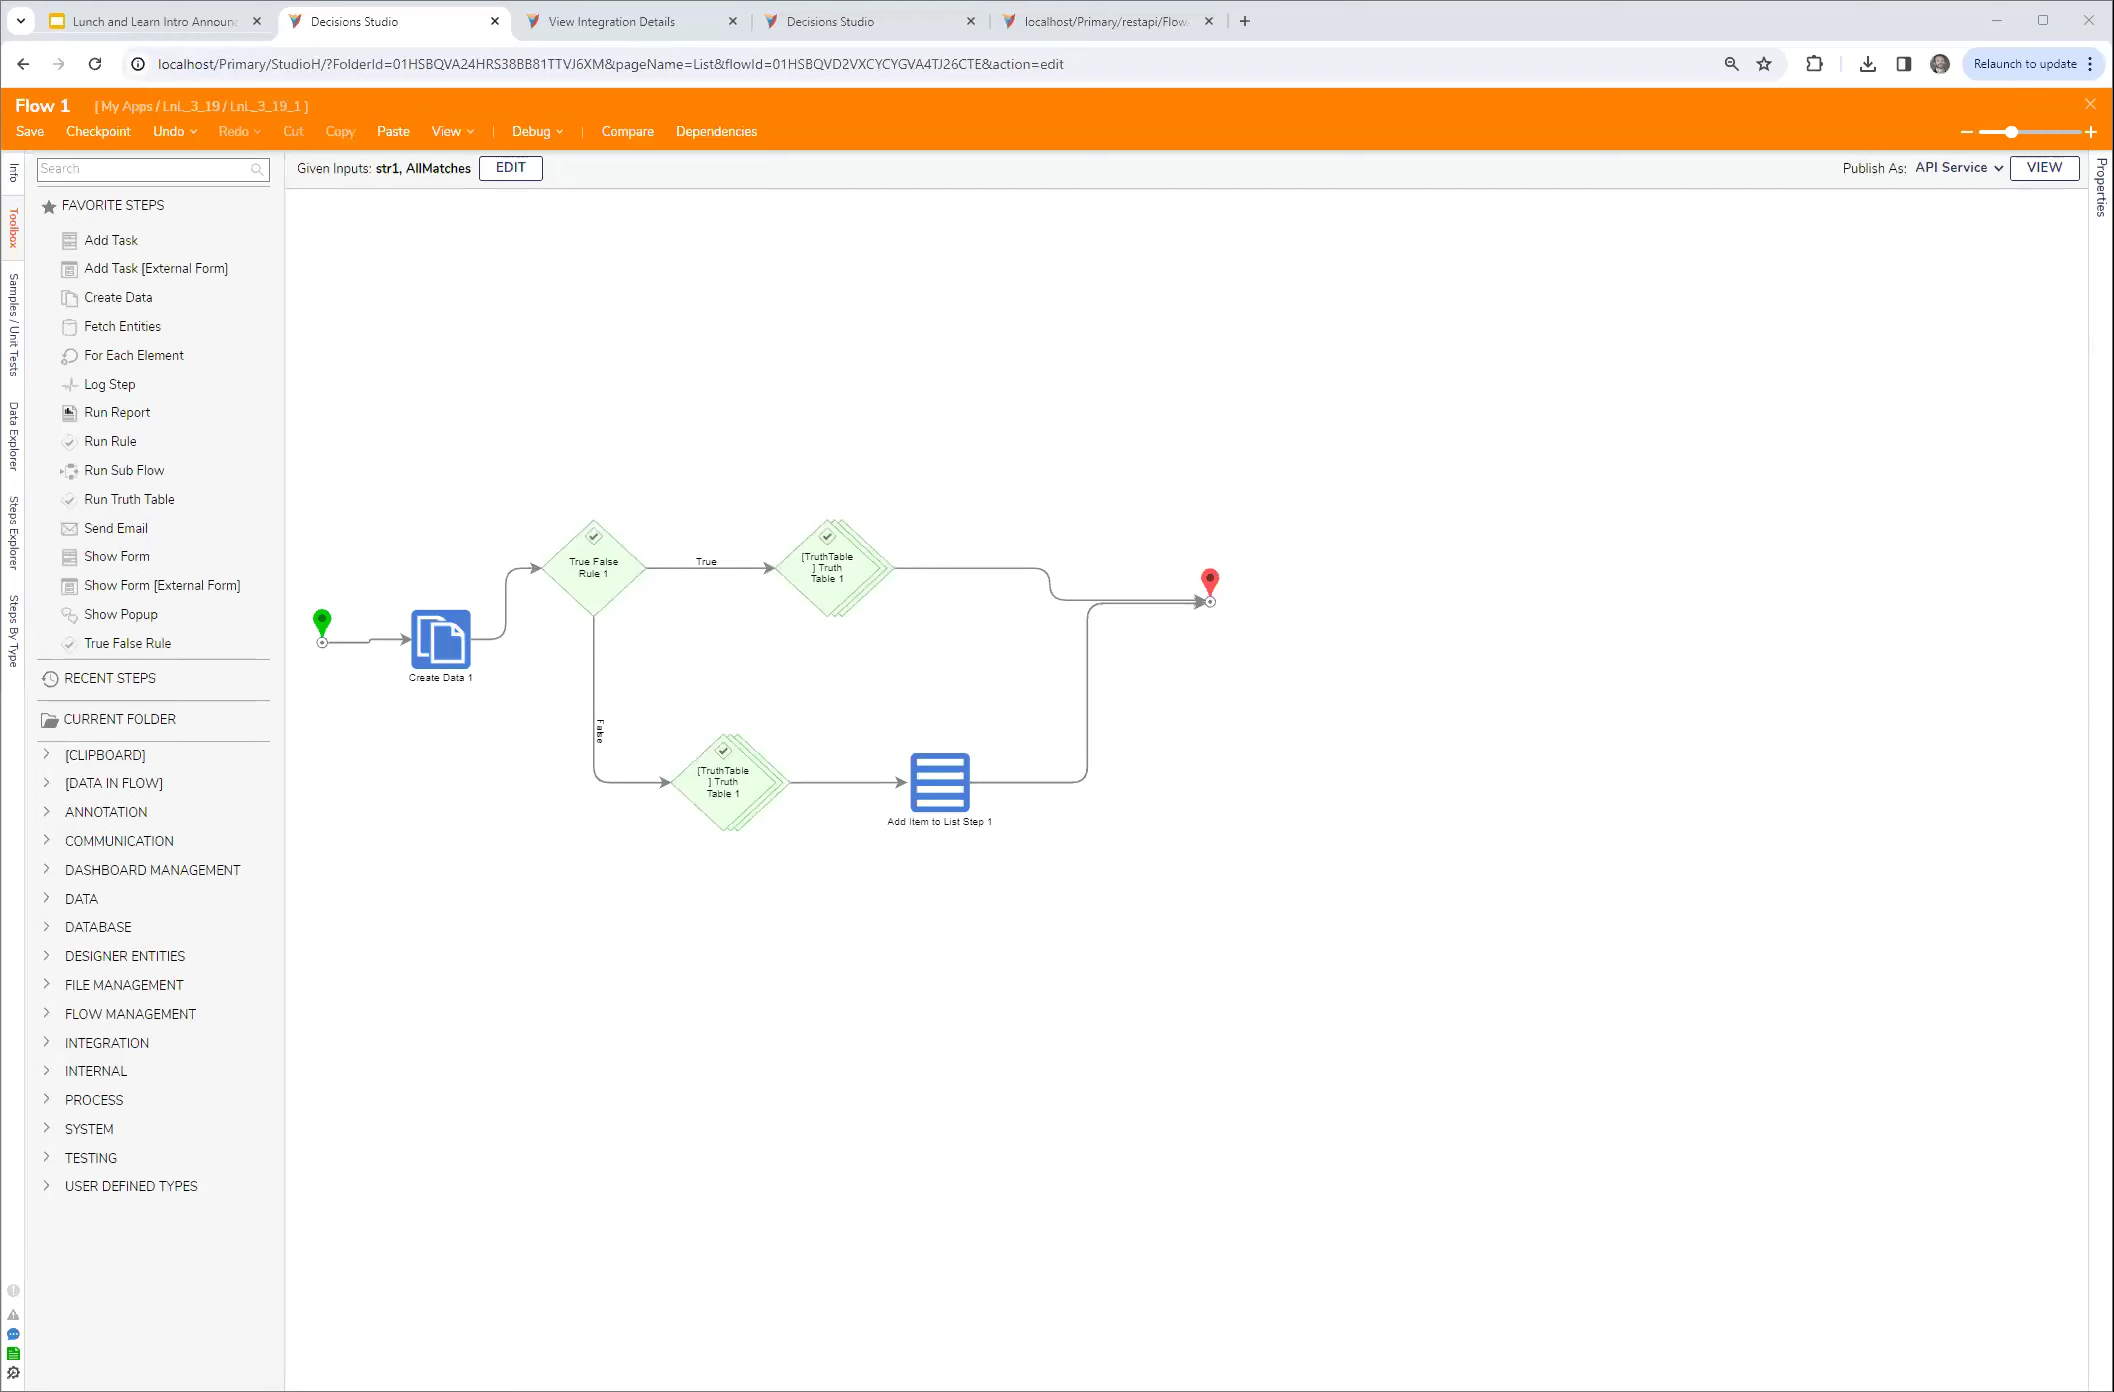 Lunch and Learn Intro Announc
Decisions Studio
View Integration Details
Decisions Studio
localhost/Primary/restapi/Flow
localhost/Primary/StudioH/?FolderId=01HSBQVA24HRS38BB81TTVJ6XM&pageName=List&flowId=01HSBQVD2VXCYCYGVA4TJ26CTE&action=edit
Relaunch to update
Flow 1 [ My Apps / LnL_3_19 / LnL_3_19_1 ]
Save Checkpoint Undo Redo Cut Copy Paste View Debug Compare Dependencies
Info
Toolbox
Samples / Unit Tests
Data Explorer
Steps Explorer
Steps By Type
Search
FAVORITE STEPS
Add Task
Add Task [External Form]
Create Data
Fetch Entities
For Each Element
Log Step
Run Report
Run Rule
Run Sub Flow
Run Truth Table
Send Email
Show Form
Show Form [External Form]
Show Popup
True False Rule
RECENT STEPS
CURRENT FOLDER
[CLIPBOARD]
[DATA IN FLOW]
ANNOTATION
COMMUNICATION
DASHBOARD MANAGEMENT
DATA
DATABASE
DESIGNER ENTITIES
FILE MANAGEMENT
FLOW MANAGEMENT
INTEGRATION
INTERNAL
PROCESS
SYSTEM
TESTING
USER DEFINED TYPES
Given Inputs: str1, AllMatches EDIT
Publish As: API Service VIEW
Properties
Create Data 1
True False
Rule 1
True
[TruthTable
] Truth
Table 1
False
[TruthTable
] Truth
Table 1
Add Item to List Step 1